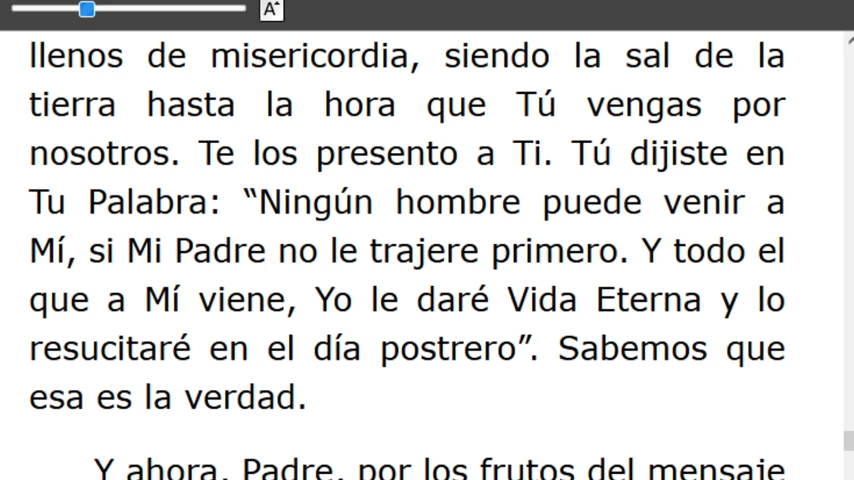 A
llenos de misericordia, siendo la sal de la
tierra hasta la hora que Tú vengas por
nosotros. Te los presento a Ti. Tú dijiste en
Tu Palabra: “Ningún hombre puede venir a
Mí, si Mi Padre no le trajere primero. Y todo el
que a Mí viene, Yo le daré Vida Eterna y lo
resucitaré en el día postrero”. Sabemos que
esa es la verdad.
Y ahora, Padre, por los frutos del mensaje